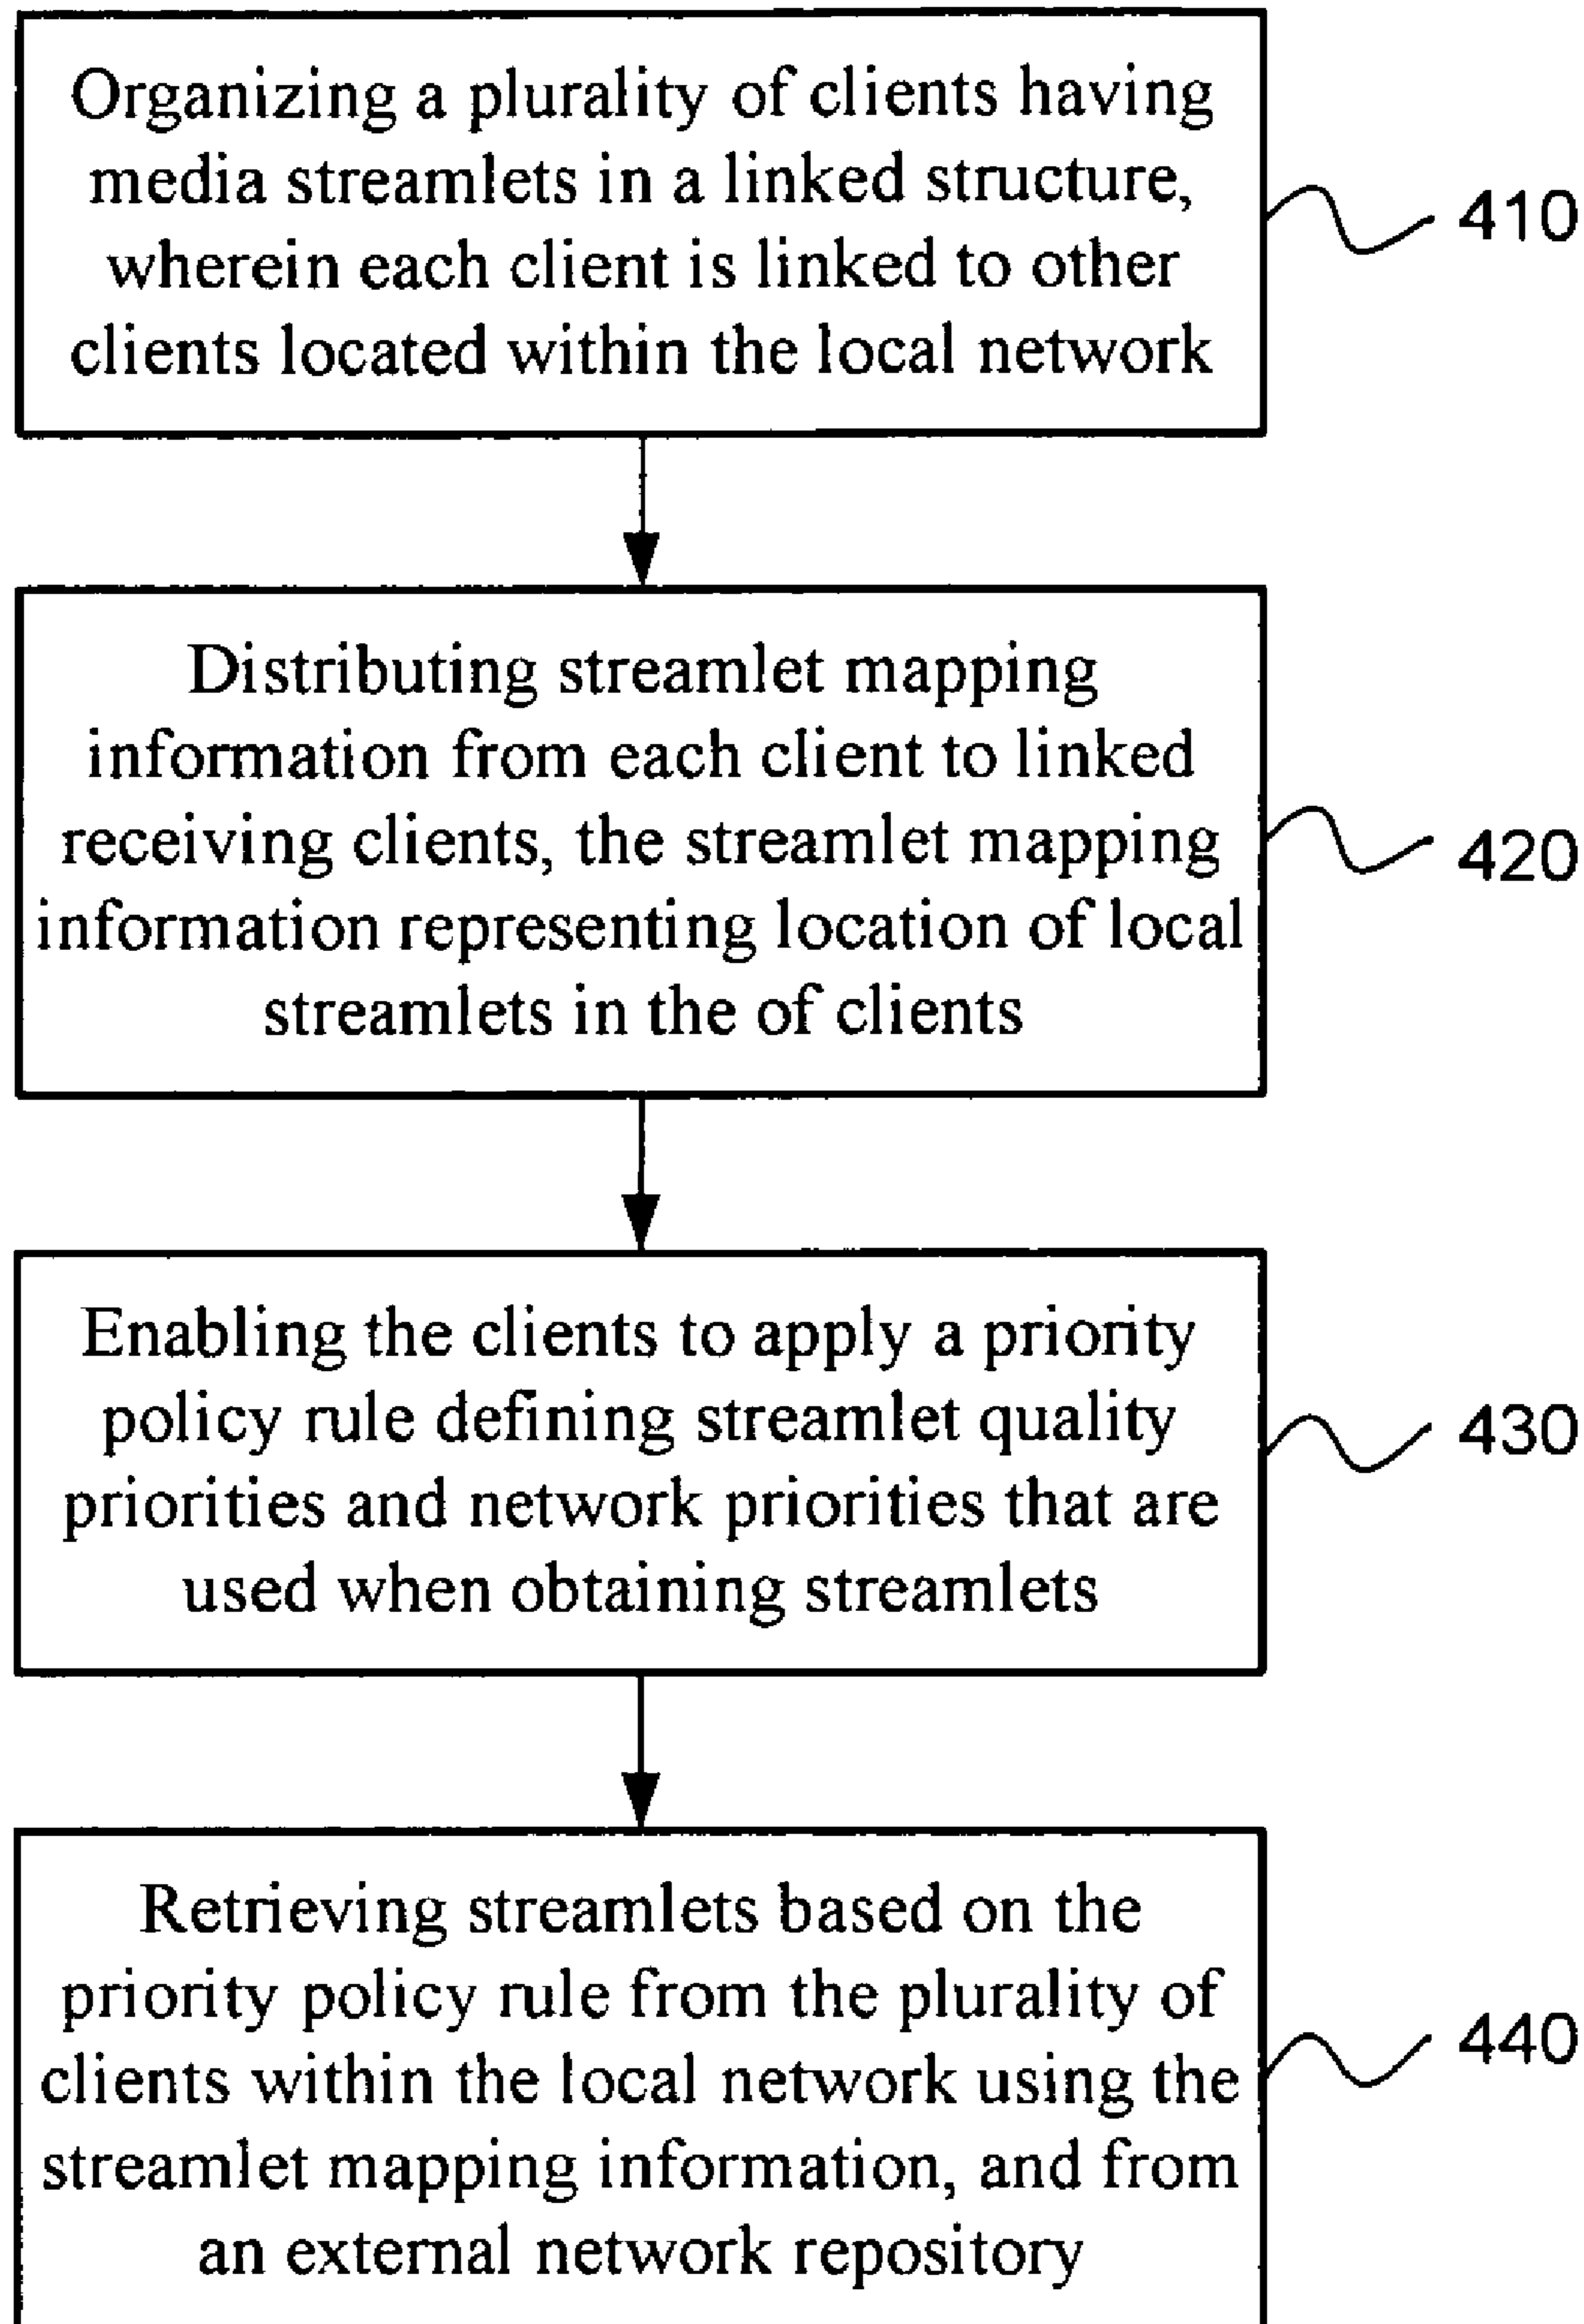 Organizing a plurality of clients having
media streamlets in a linked structure,
wherein each client is linked to other
clients located within the local network
410
Distributing streamlet mapping
information from each client to linked
receiving clients, the streamlet mapping
information representing location of local
streamlets in the of clients
420
Enabling the clients to apply a priority
policy rule defining streamlet quality
priorities and network priorities that are
used when obtaining streamlets
430
Retrieving streamlets based on the
priority policy rule from the plurality of
clients within the local network using the
streamlet mapping information, and from
an external network repository
440